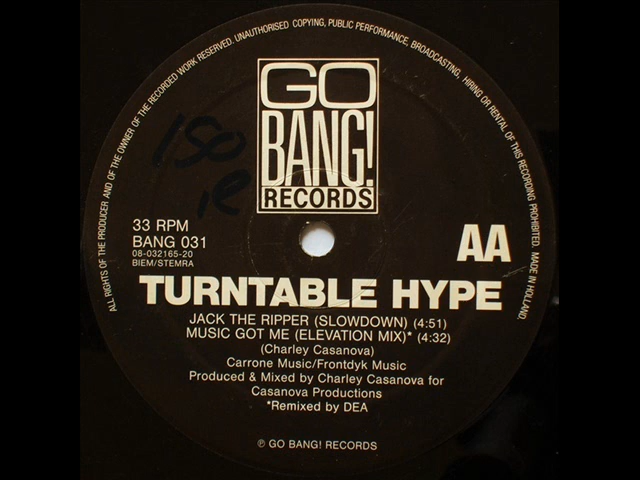 ALL RIGHTS OF THE PRODUCER AND OF THE OWNER OF THE RECORDED WORK RESERVED. UNAUTHORISED COPYING, PUBLIC PERFORMANCE, BROADCASTING, HIRING OR RENTAL OF THIS RECORDING PROHIBITED. MADE IN HOLLAND.
GO
BANG!
RECORDS
33 RPM
BANG 031
08-032165-20
BIEM/STEMRA
AA
TURNTABLE HYPE
JACK THE RIPPER (SLOWDOWN) (4:51)
MUSIC GOT ME (ELEVATION MIX)* (4:32)
(Charley Casanova)
Carrone Music/Frontdyk Music
Produced & Mixed by Charley Casanova for
Casanova Productions
*Remixed by DEA
℗ GO BANG! RECORDS